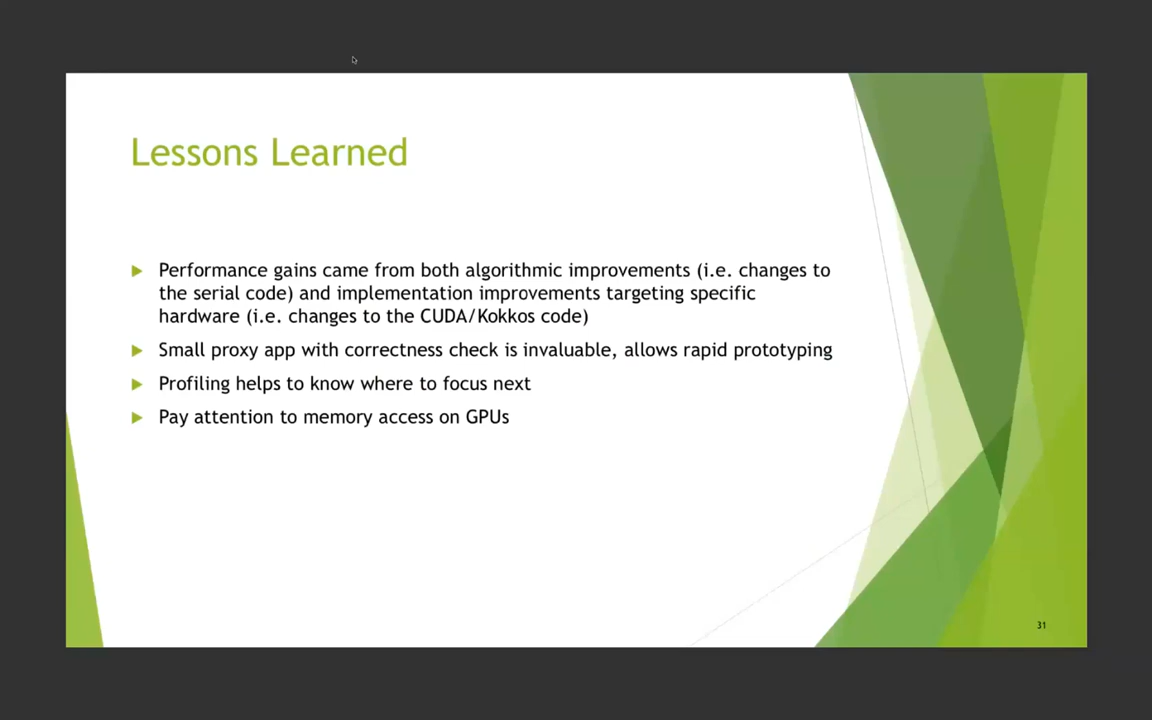 Lessons Learned
Performance gains came from both algorithmic improvements (i.e. changes to
the serial code) and implementation improvements targeting specific
hardware (i.e. changes to the CUDA/Kokkos code)
Small proxy app with correctness check is invaluable, allows rapid prototyping
Profiling helps to know where to focus next
Pay attention to memory access on GPUs
31